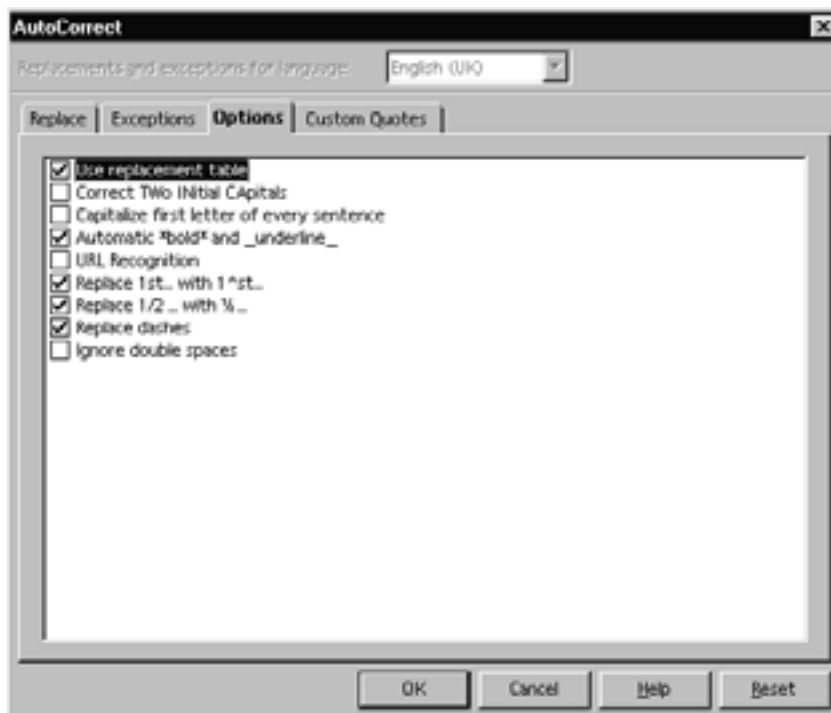 AutoCorrect
Replacements and exceptions for language: English (UK)
Replace Exceptions Options Custom Quotes
Use replacement table
Correct TWo INitial CApitals
Capitalize first letter of every sentence
Automatic *bold* and _underline_
URL Recognition
Replace 1st... with 1^st...
Replace 1/2 ... with ½...
Replace dashes
Ignore double spaces
OK Cancel Help Reset